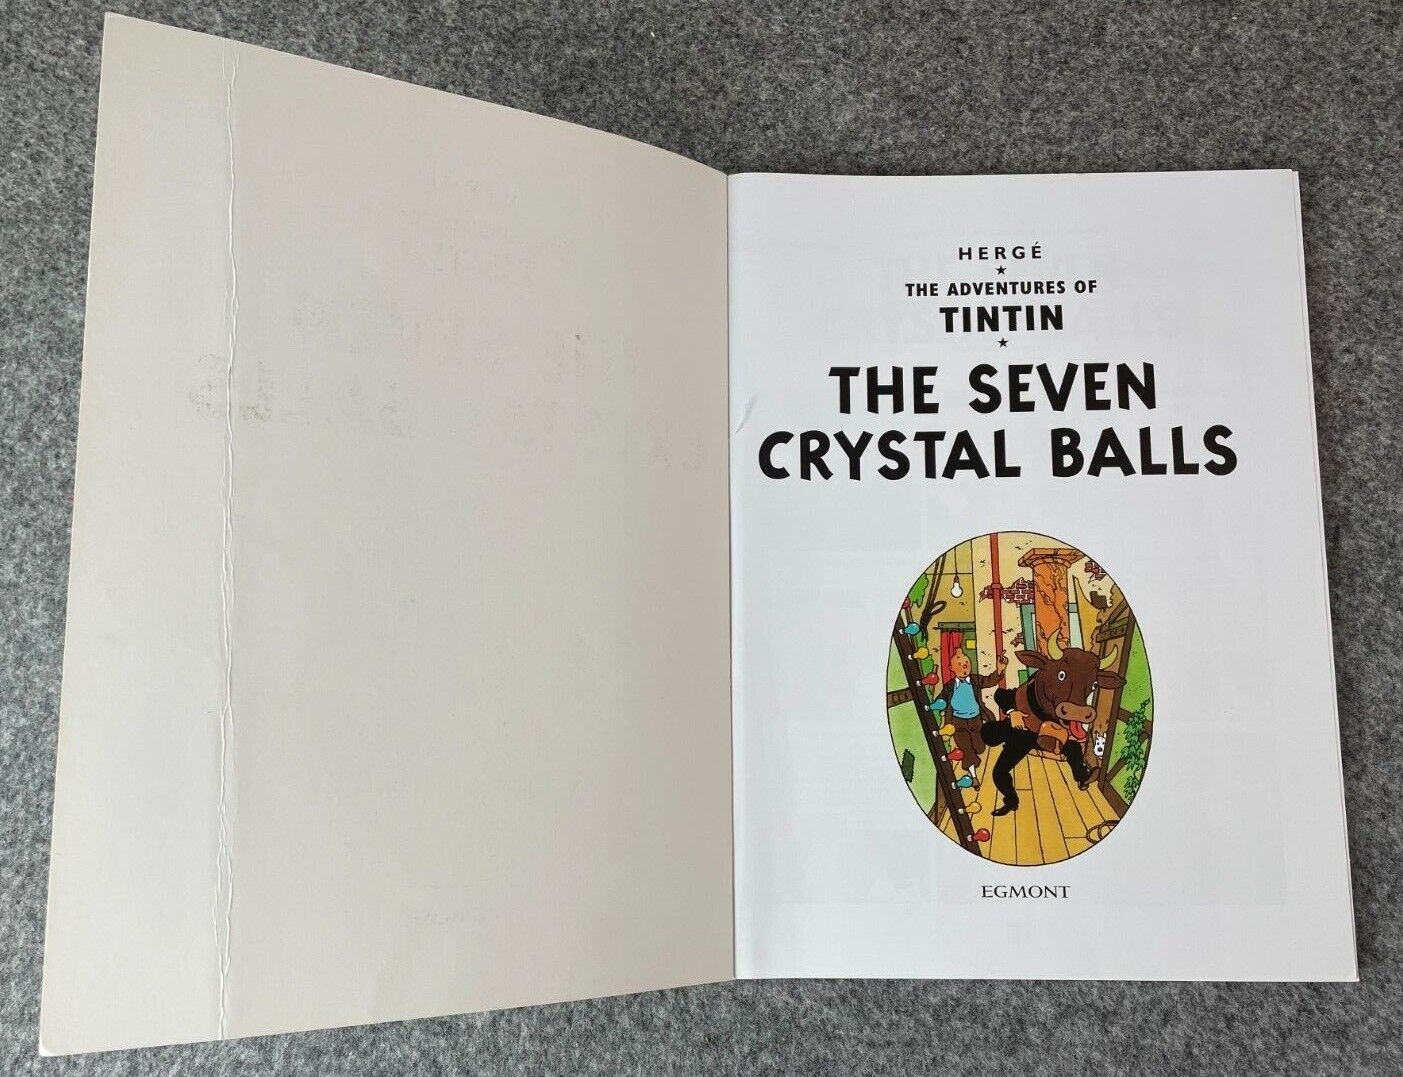 HERGÉ
THE ADVENTURES OF
TINTIN
THE SEVEN
CRYSTAL BALLS
EGMONT